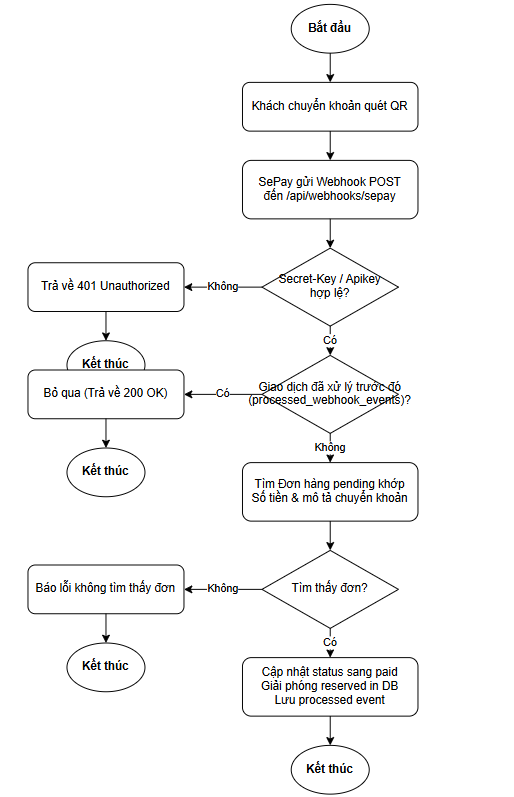 Bắt đầu
Khách chuyển khoản quét QR
SePay gửi Webhook POST
đến /api/webhooks/sepay
Secret-Key / Apikey
hợp lệ?
Không
Trả về 401 Unauthorized
Kết thúc
Có
Giao dịch đã xử lý trước đó
(processed_webhook_events)?
Có
Bỏ qua (Trả về 200 OK)
Kết thúc
Không
Tìm Đơn hàng pending khớp
Số tiền & mô tả chuyển khoản
Tìm thấy đơn?
Không
Báo lỗi không tìm thấy đơn
Kết thúc
Có
Cập nhật status sang paid
Giải phóng reserved in DB
Lưu processed event
Kết thúc